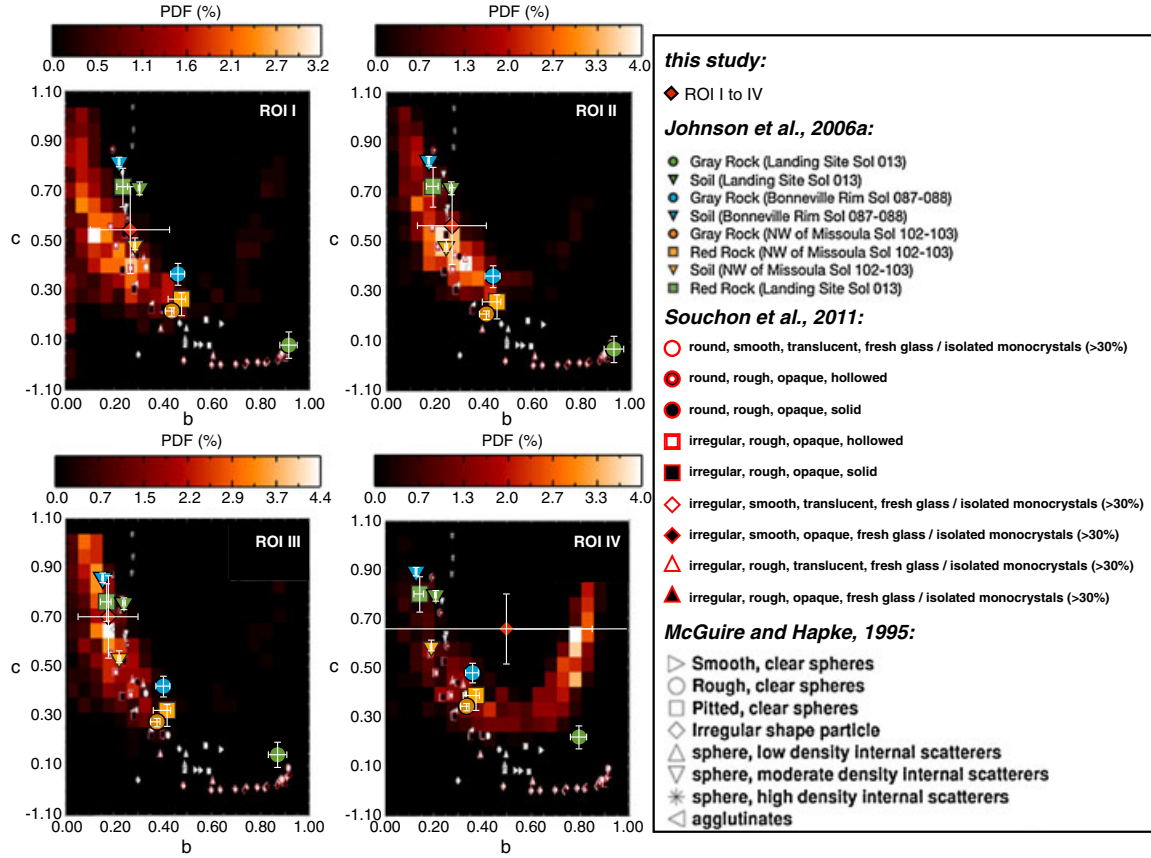 PDF (%)
0.0 0.5 1.1 1.6 2.1 2.7 3.2
ROI I
1.10
0.90
0.70
c
0.50
0.30
0.10
-1.10
0.00 0.20 0.40 0.60 0.80 1.00
b
PDF (%)
0.0 0.7 1.3 2.0 2.7 3.3 4.0
ROI II
0.00 0.20 0.40 0.60 0.80 1.00
b
PDF (%)
0.0 0.7 1.5 2.2 2.9 3.7 4.4
ROI III
1.10
0.90
0.70
c
0.50
0.30
0.10
-1.10
0.00 0.20 0.40 0.60 0.80 1.00
b
PDF (%)
0.0 0.7 1.3 2.0 2.7 3.3 4.0
ROI IV
1.10
0.90
0.70
c
0.50
0.30
0.10
-1.10
0.00 0.20 0.40 0.60 0.80 1.00
b
this study:
ROI I to IV
Johnson et al., 2006a:
Gray Rock (Landing Site Sol 013)
Soil (Landing Site Sol 013)
Gray Rock (Bonneville Rim Sol 087-088)
Soil (Bonneville Rim Sol 087-088)
Gray Rock (NW of Missoula Sol 102-103)
Red Rock (NW of Missoula Sol 102-103)
Soil (NW of Missoula Sol 102-103)
Red Rock (Landing Site Sol 013)
Souchon et al., 2011:
round, smooth, translucent, fresh glass / isolated monocrystals (>30%)
round, rough, opaque, hollowed
round, rough, opaque, solid
irregular, rough, opaque, hollowed
irregular, rough, opaque, solid
irregular, smooth, translucent, fresh glass / isolated monocrystals (>30%)
irregular, smooth, opaque, fresh glass / isolated monocrystals (>30%)
irregular, rough, translucent, fresh glass / isolated monocrystals (>30%)
irregular, rough, opaque, fresh glass / isolated monocrystals (>30%)
McGuire and Hapke, 1995:
Smooth, clear spheres
Rough, clear spheres
Pitted, clear spheres
Irregular shape particle
sphere, low density internal scatterers
sphere, moderate density internal scatterers
sphere, high density internal scatterers
agglutinates